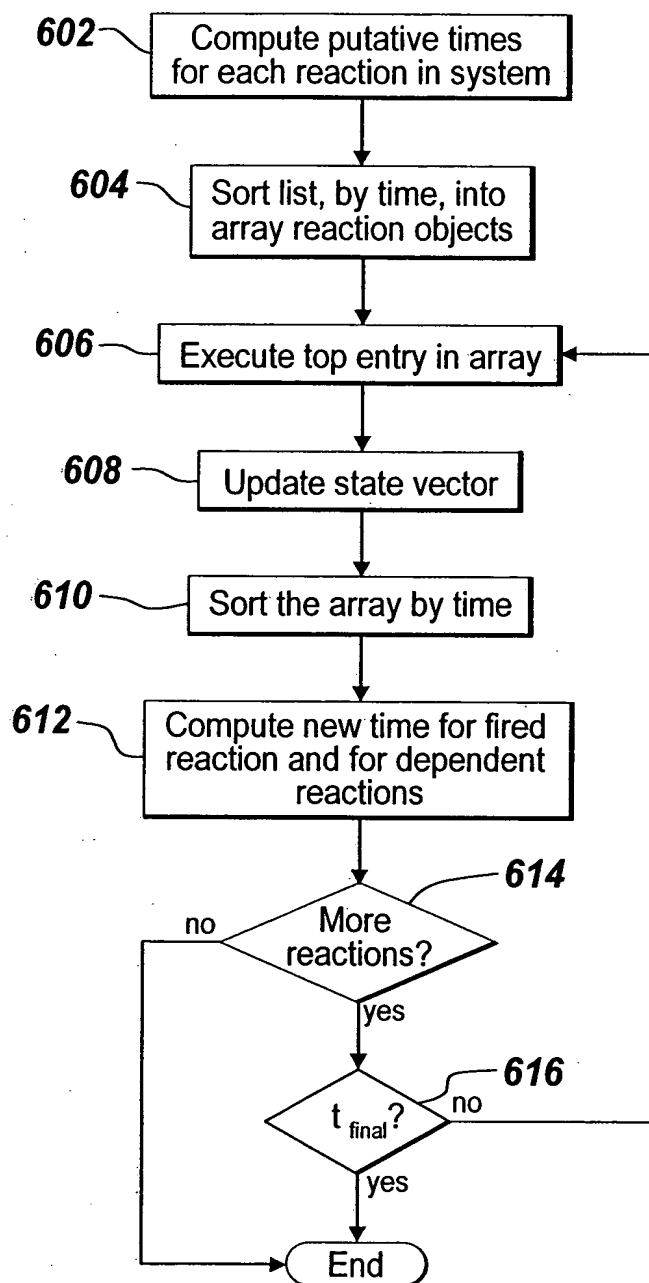 602
Compute putative times
for each reaction in system
604
Sort list, by time, into
array reaction objects
606
Execute top entry in array
608
Update state vector
610
Sort the array by time
612
Compute new time for fired
reaction and for dependent
reactions
614
no
More
reactions?
yes
616
t final?
no
yes
End